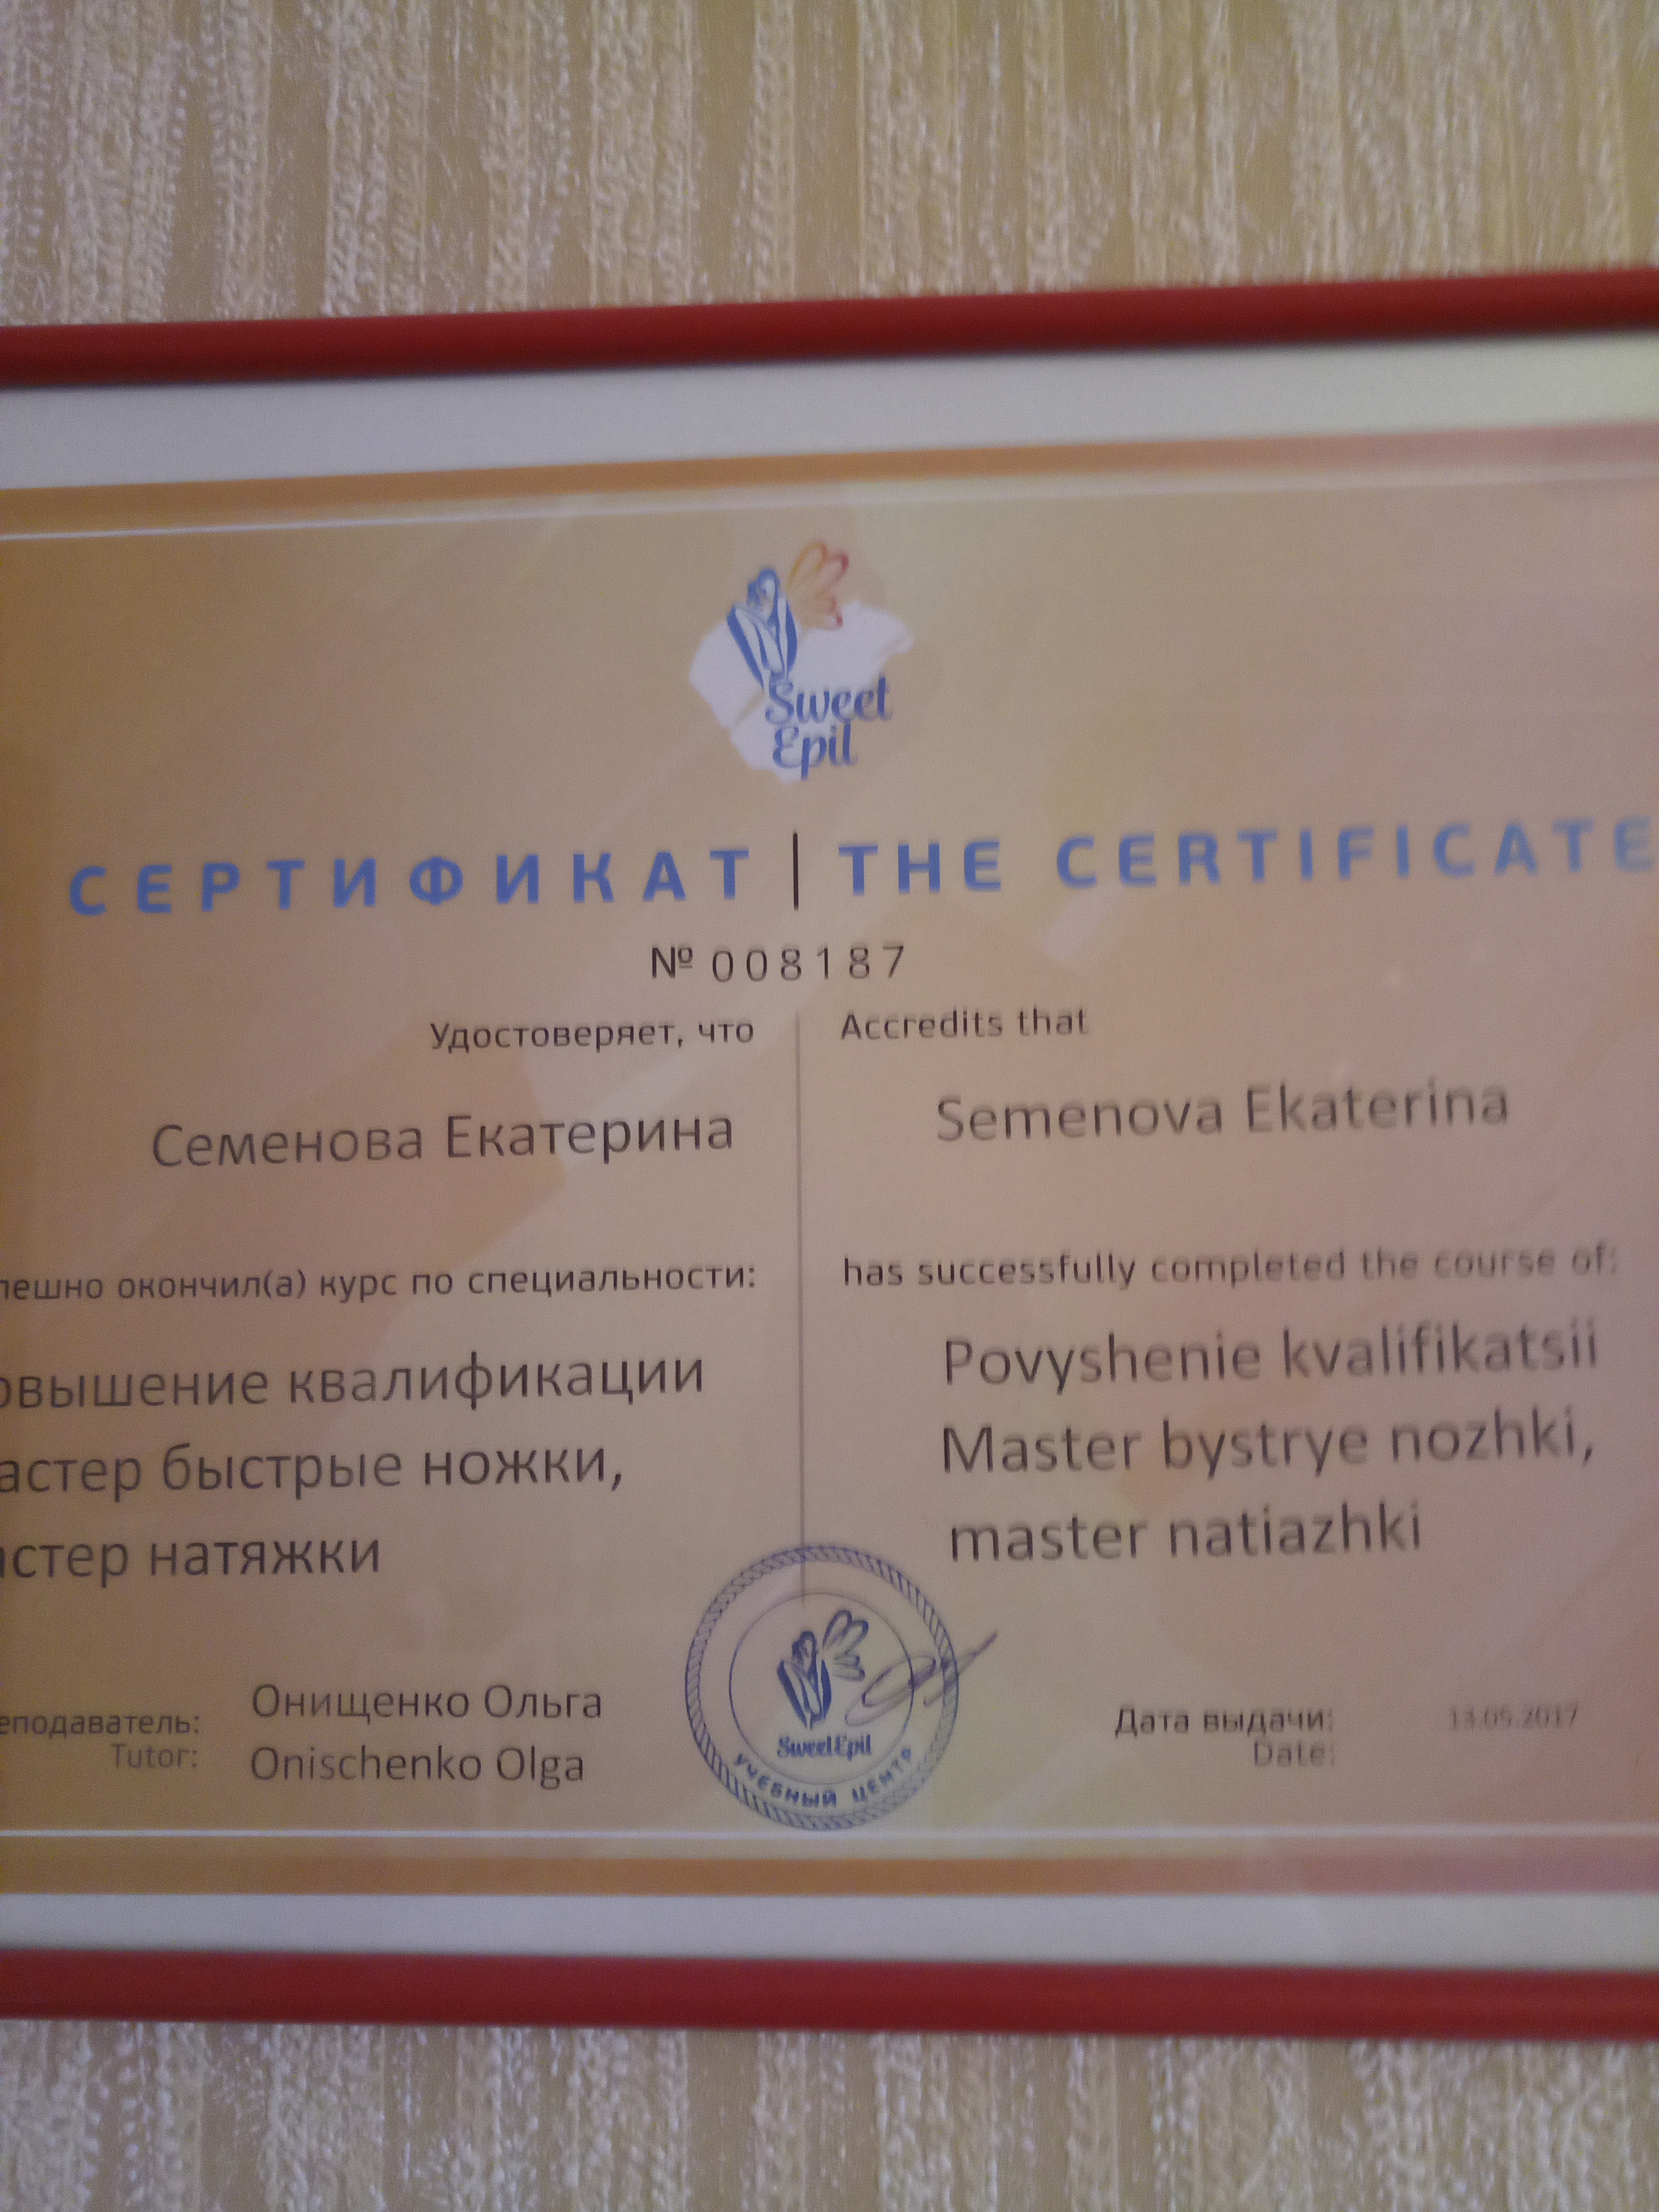 Sweet
Epil
СЕРТИФИКАТ | THE CERTIFICATE
№ 008187
Удостоверяет, что
Семенова Екатерина
пешно окончил(а) курс по специальности:
овышение квалификации
астер быстрые ножки,
астер натяжки
Accredits that
Semenova Ekaterina
has successfully completed the course of:
Povyshenie kvalifikatsii
Master bystrye nozhki,
master natiazhki
еподаватель:
Tutor:
Онищенко Ольга
Onischenko Olga
SweetEpil
УЧЕБНЫЙ ЦЕНТР
Дата выдачи:
Date:
13.05.2017